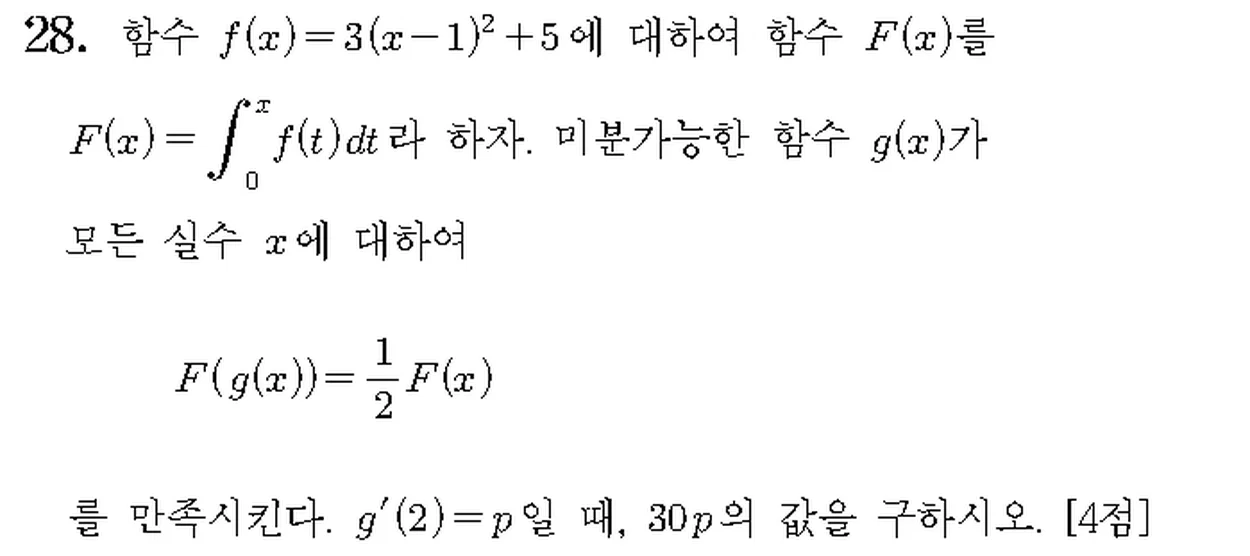 28. 함수 f(x)=3(x-1)²+5에 대하여 함수 F(x)를
F(x)=∫₀ˣ f(t)dt라 하자. 미분가능한 함수 g(x)가
모든 실수 x에 대하여
F(g(x))=1/2 F(x)
를 만족시킨다. g′(2)=p일 때, 30p의 값을 구하시오. [4점]